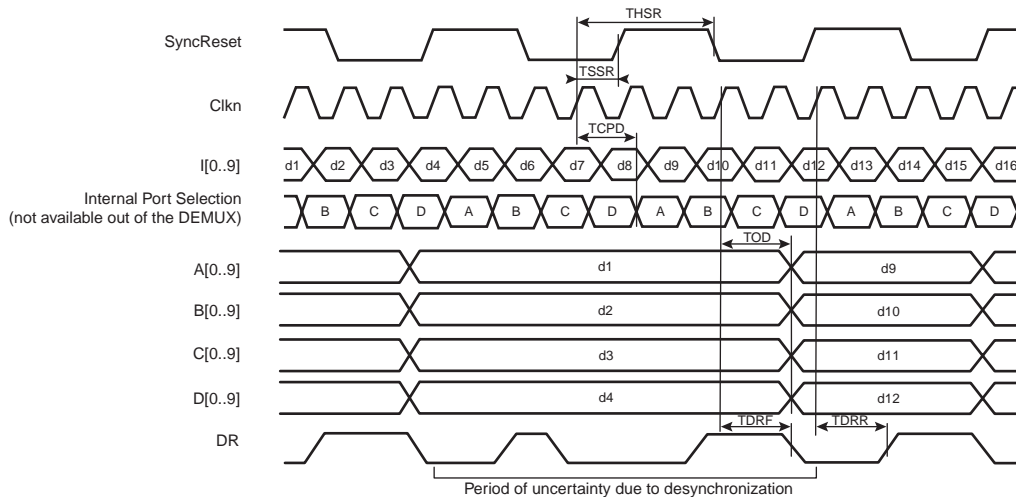 THSR
SyncReset
TSSR
Clkn
TCPD
I[0..9] d1 d2 d3 d4 d5 d6 d7 d8 d9 d10 d11 d12 d13 d14 d15 d16
Internal Port Selection
(not available out of the DEMUX)
B C D A B C D A B C D A B C D
TOD
A[0..9] d1 d9
B[0..9] d2 d10
C[0..9] d3 d11
D[0..9] d4 d12
TDRF TDRR
DR
Period of uncertainty due to desynchronization